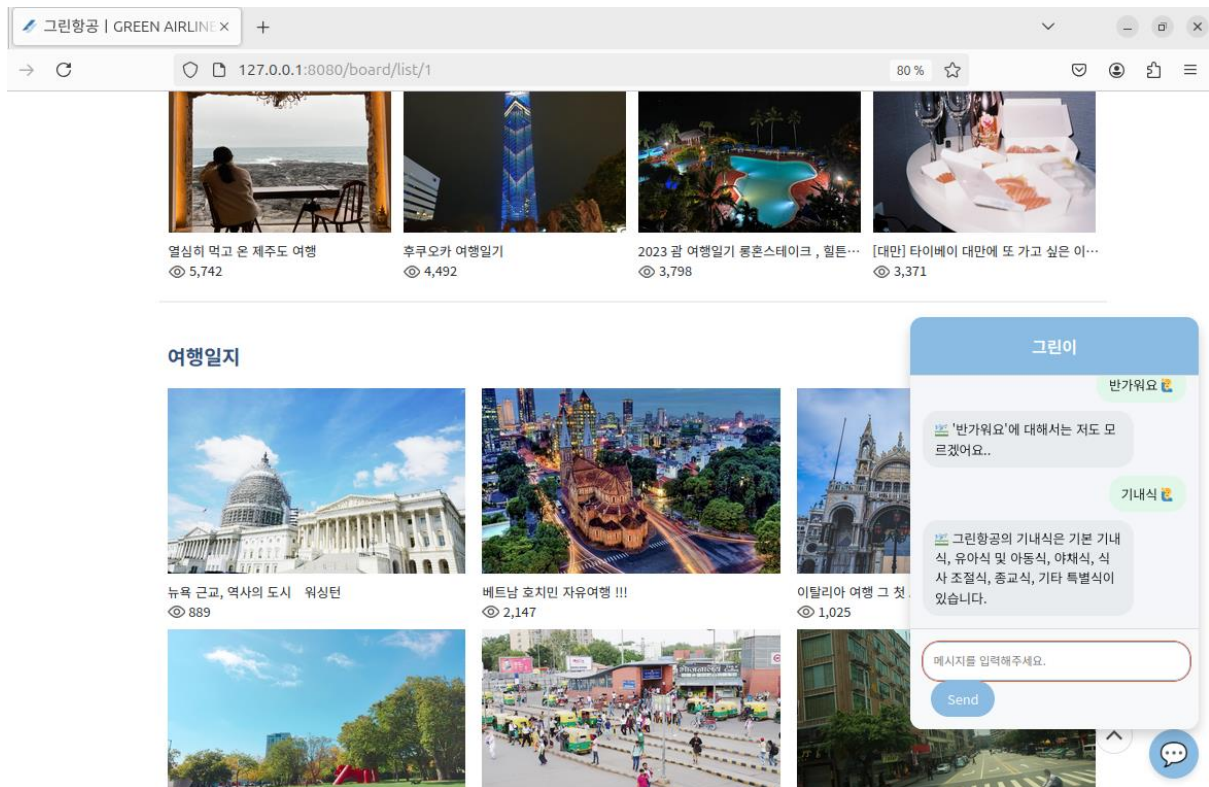 그린항공 | GREEN AIRLINE
127.0.0.1:8080/board/list/1
80 %
열심히 먹고 온 제주도 여행
후쿠오카 여행일기
2023 괌 여행일기 롱혼스테이크 , 힐튼…
[대만] 타이베이 대만에 또 가고 싶은 이…
5,742
4,492
3,798
3,371
여행일지
뉴욕 근교, 역사의 도시 워싱턴
베트남 호치민 자유여행 !!!
이탈리아 여행 그 첫
889
2,147
1,025
그린이
반가워요
'반가워요'에 대해서는 저도 모
르겠어요..
기내식
그린항공의 기내식은 기본 기내
식, 유아식 및 아동식, 야채식, 식
사 조절식, 종교식, 기타 특별식이
있습니다.
메시지를 입력해주세요.
Send